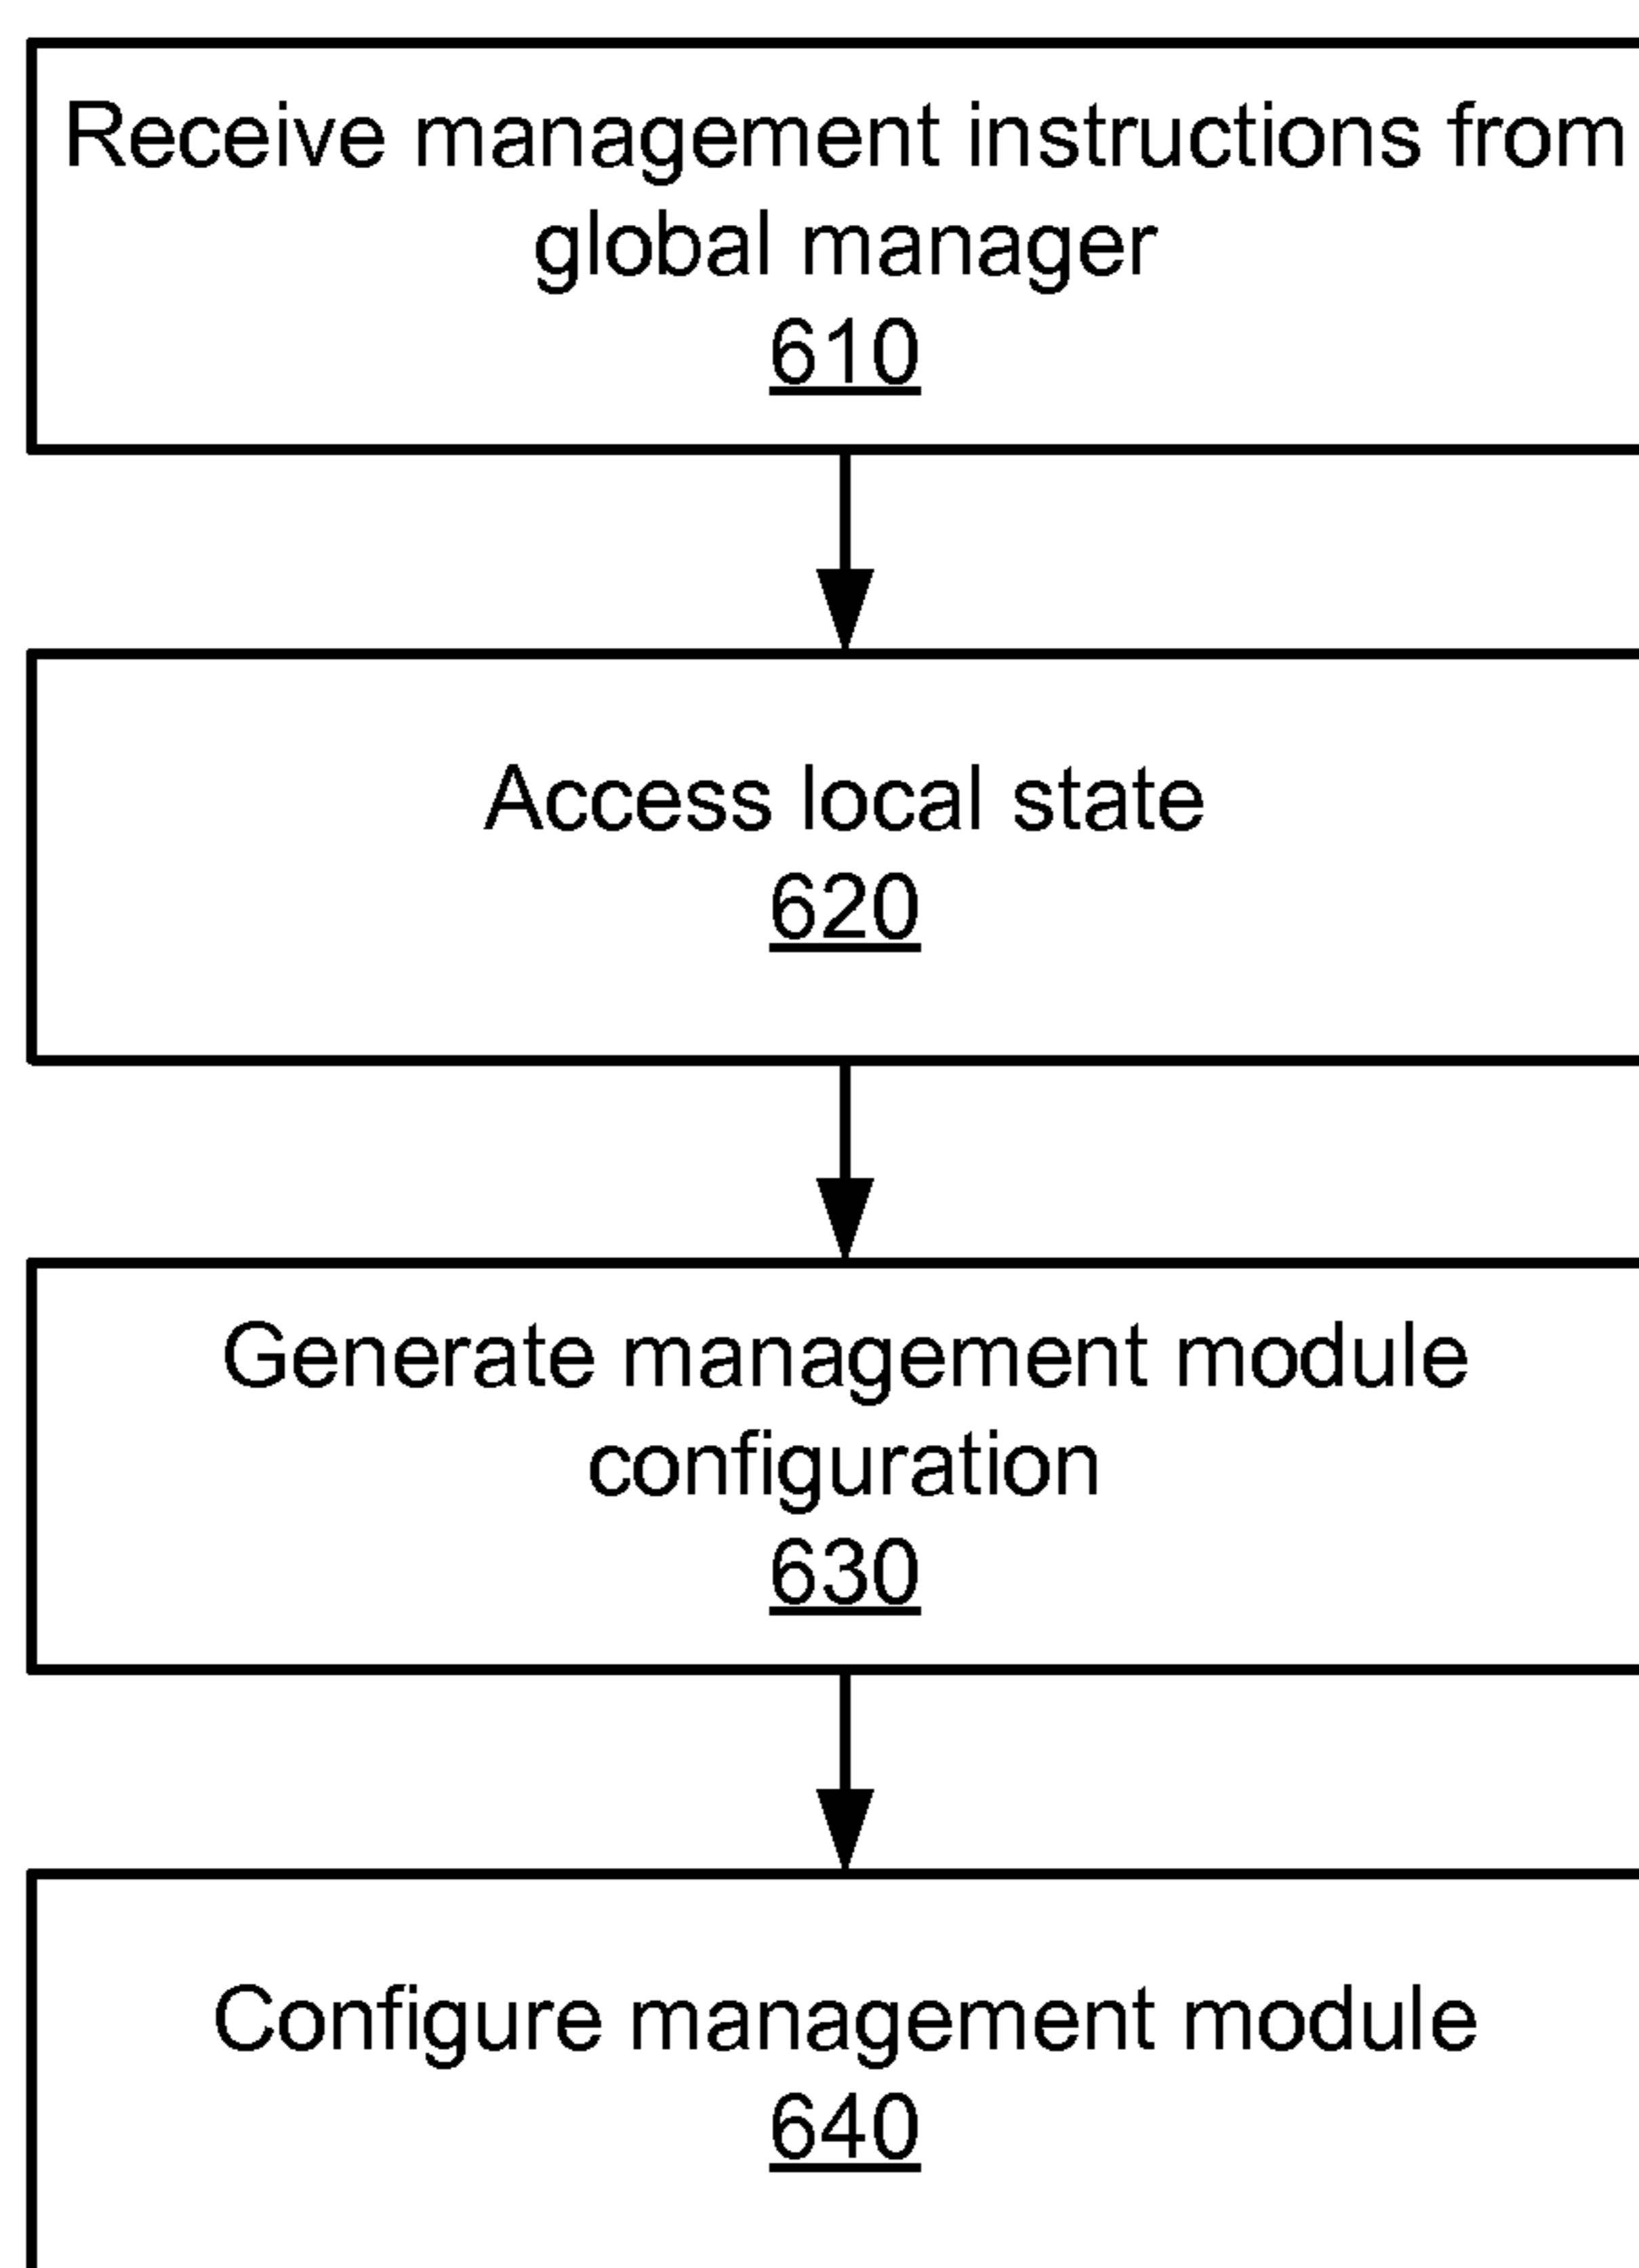 Receive management instructions from
global manager
610
Access local state
620
Generate management module
configuration
630
Configure management module
640